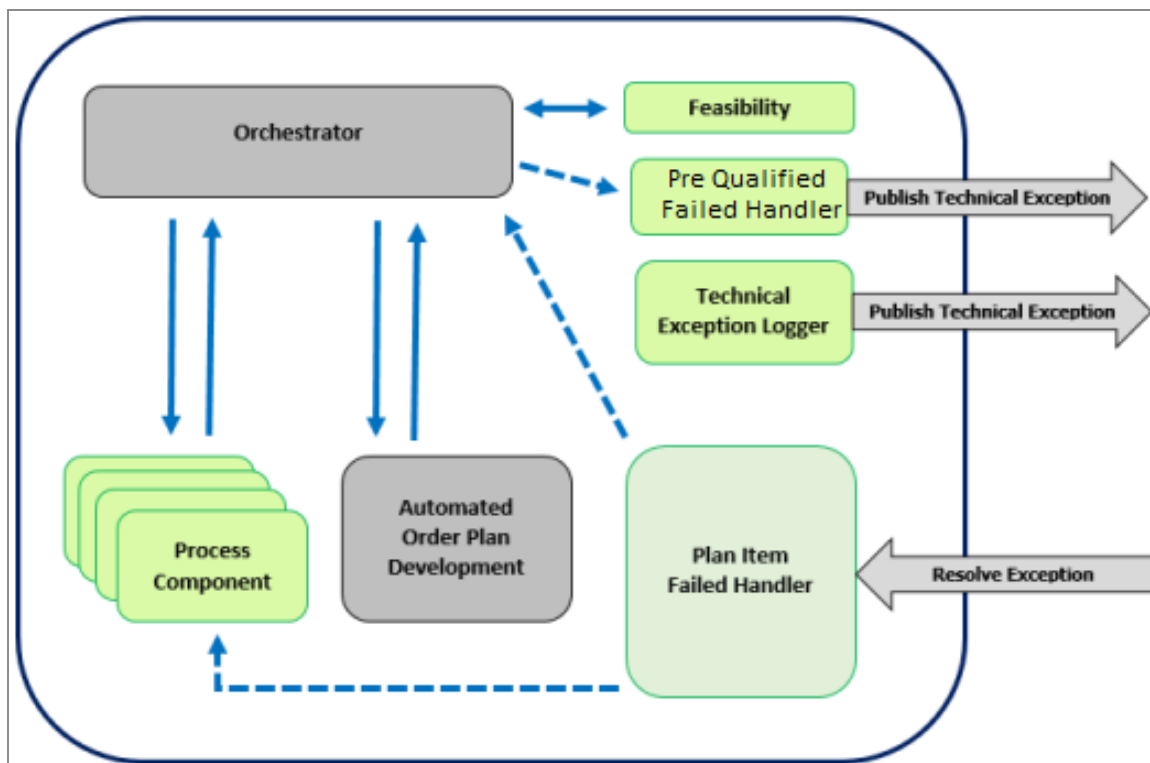 Orchestrator
Feasibility
Pre Qualified
Failed Handler
Publish Technical Exception
Technical
Exception Logger
Publish Technical Exception
Process
Component
Automated
Order Plan
Development
Plan Item
Failed Handler
Resolve Exception